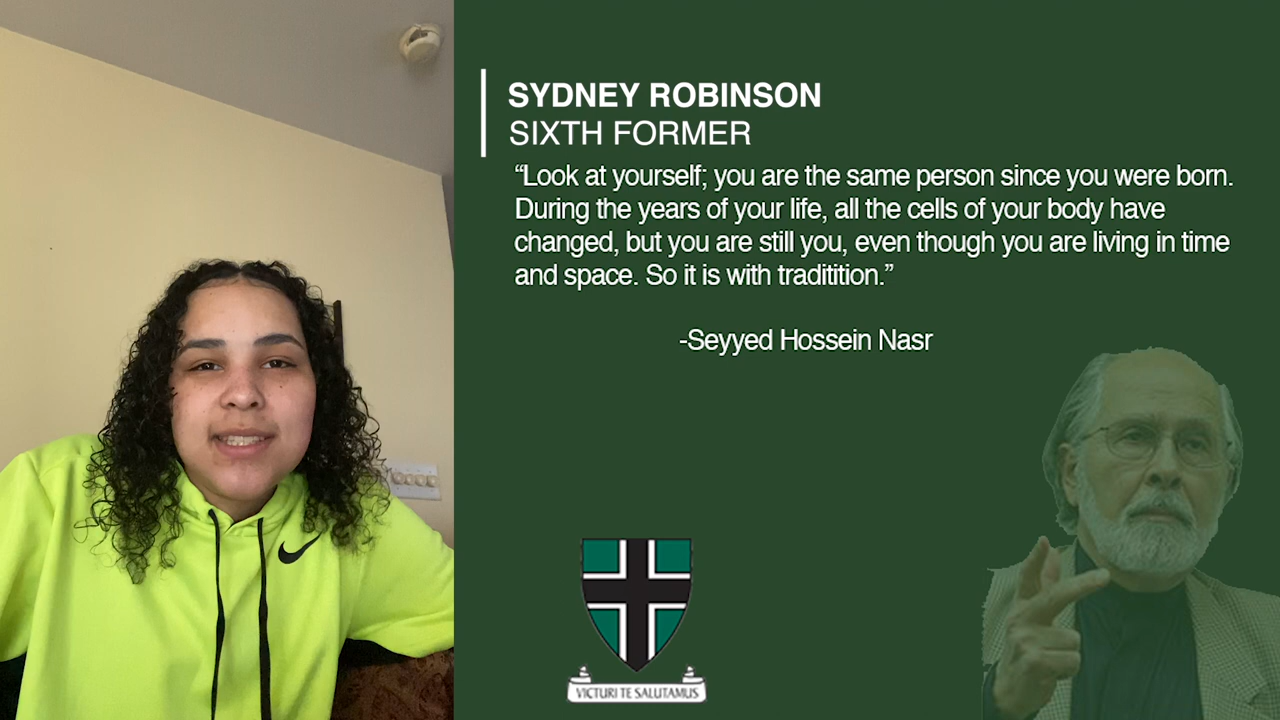 SYDNEY ROBINSON
SIXTH FORMER
“Look at yourself; you are the same person since you were born.
During the years of your life, all the cells of your body have
changed, but you are still you, even though you are living in time
and space. So it is with traditition.”
-Seyyed Hossein Nasr
VICTURI TE SALUTAMUS